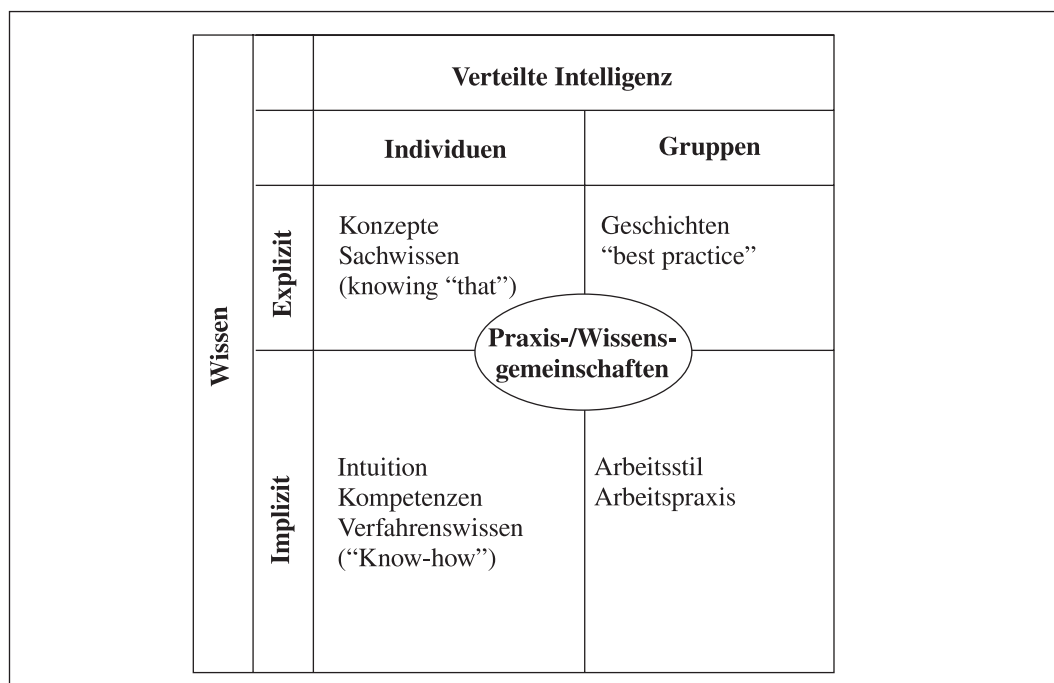 Verteilte Intelligenz
Individuen
Gruppen
Wissen
Explizit
Konzepte
Sachwissen
(knowing “that”)
Geschichten
“best practice”
Praxis-/Wissens-
gemeinschaften
Implizit
Intuition
Kompetenzen
Verfahrenswissen
(“Know-how”)
Arbeitsstil
Arbeitspraxis